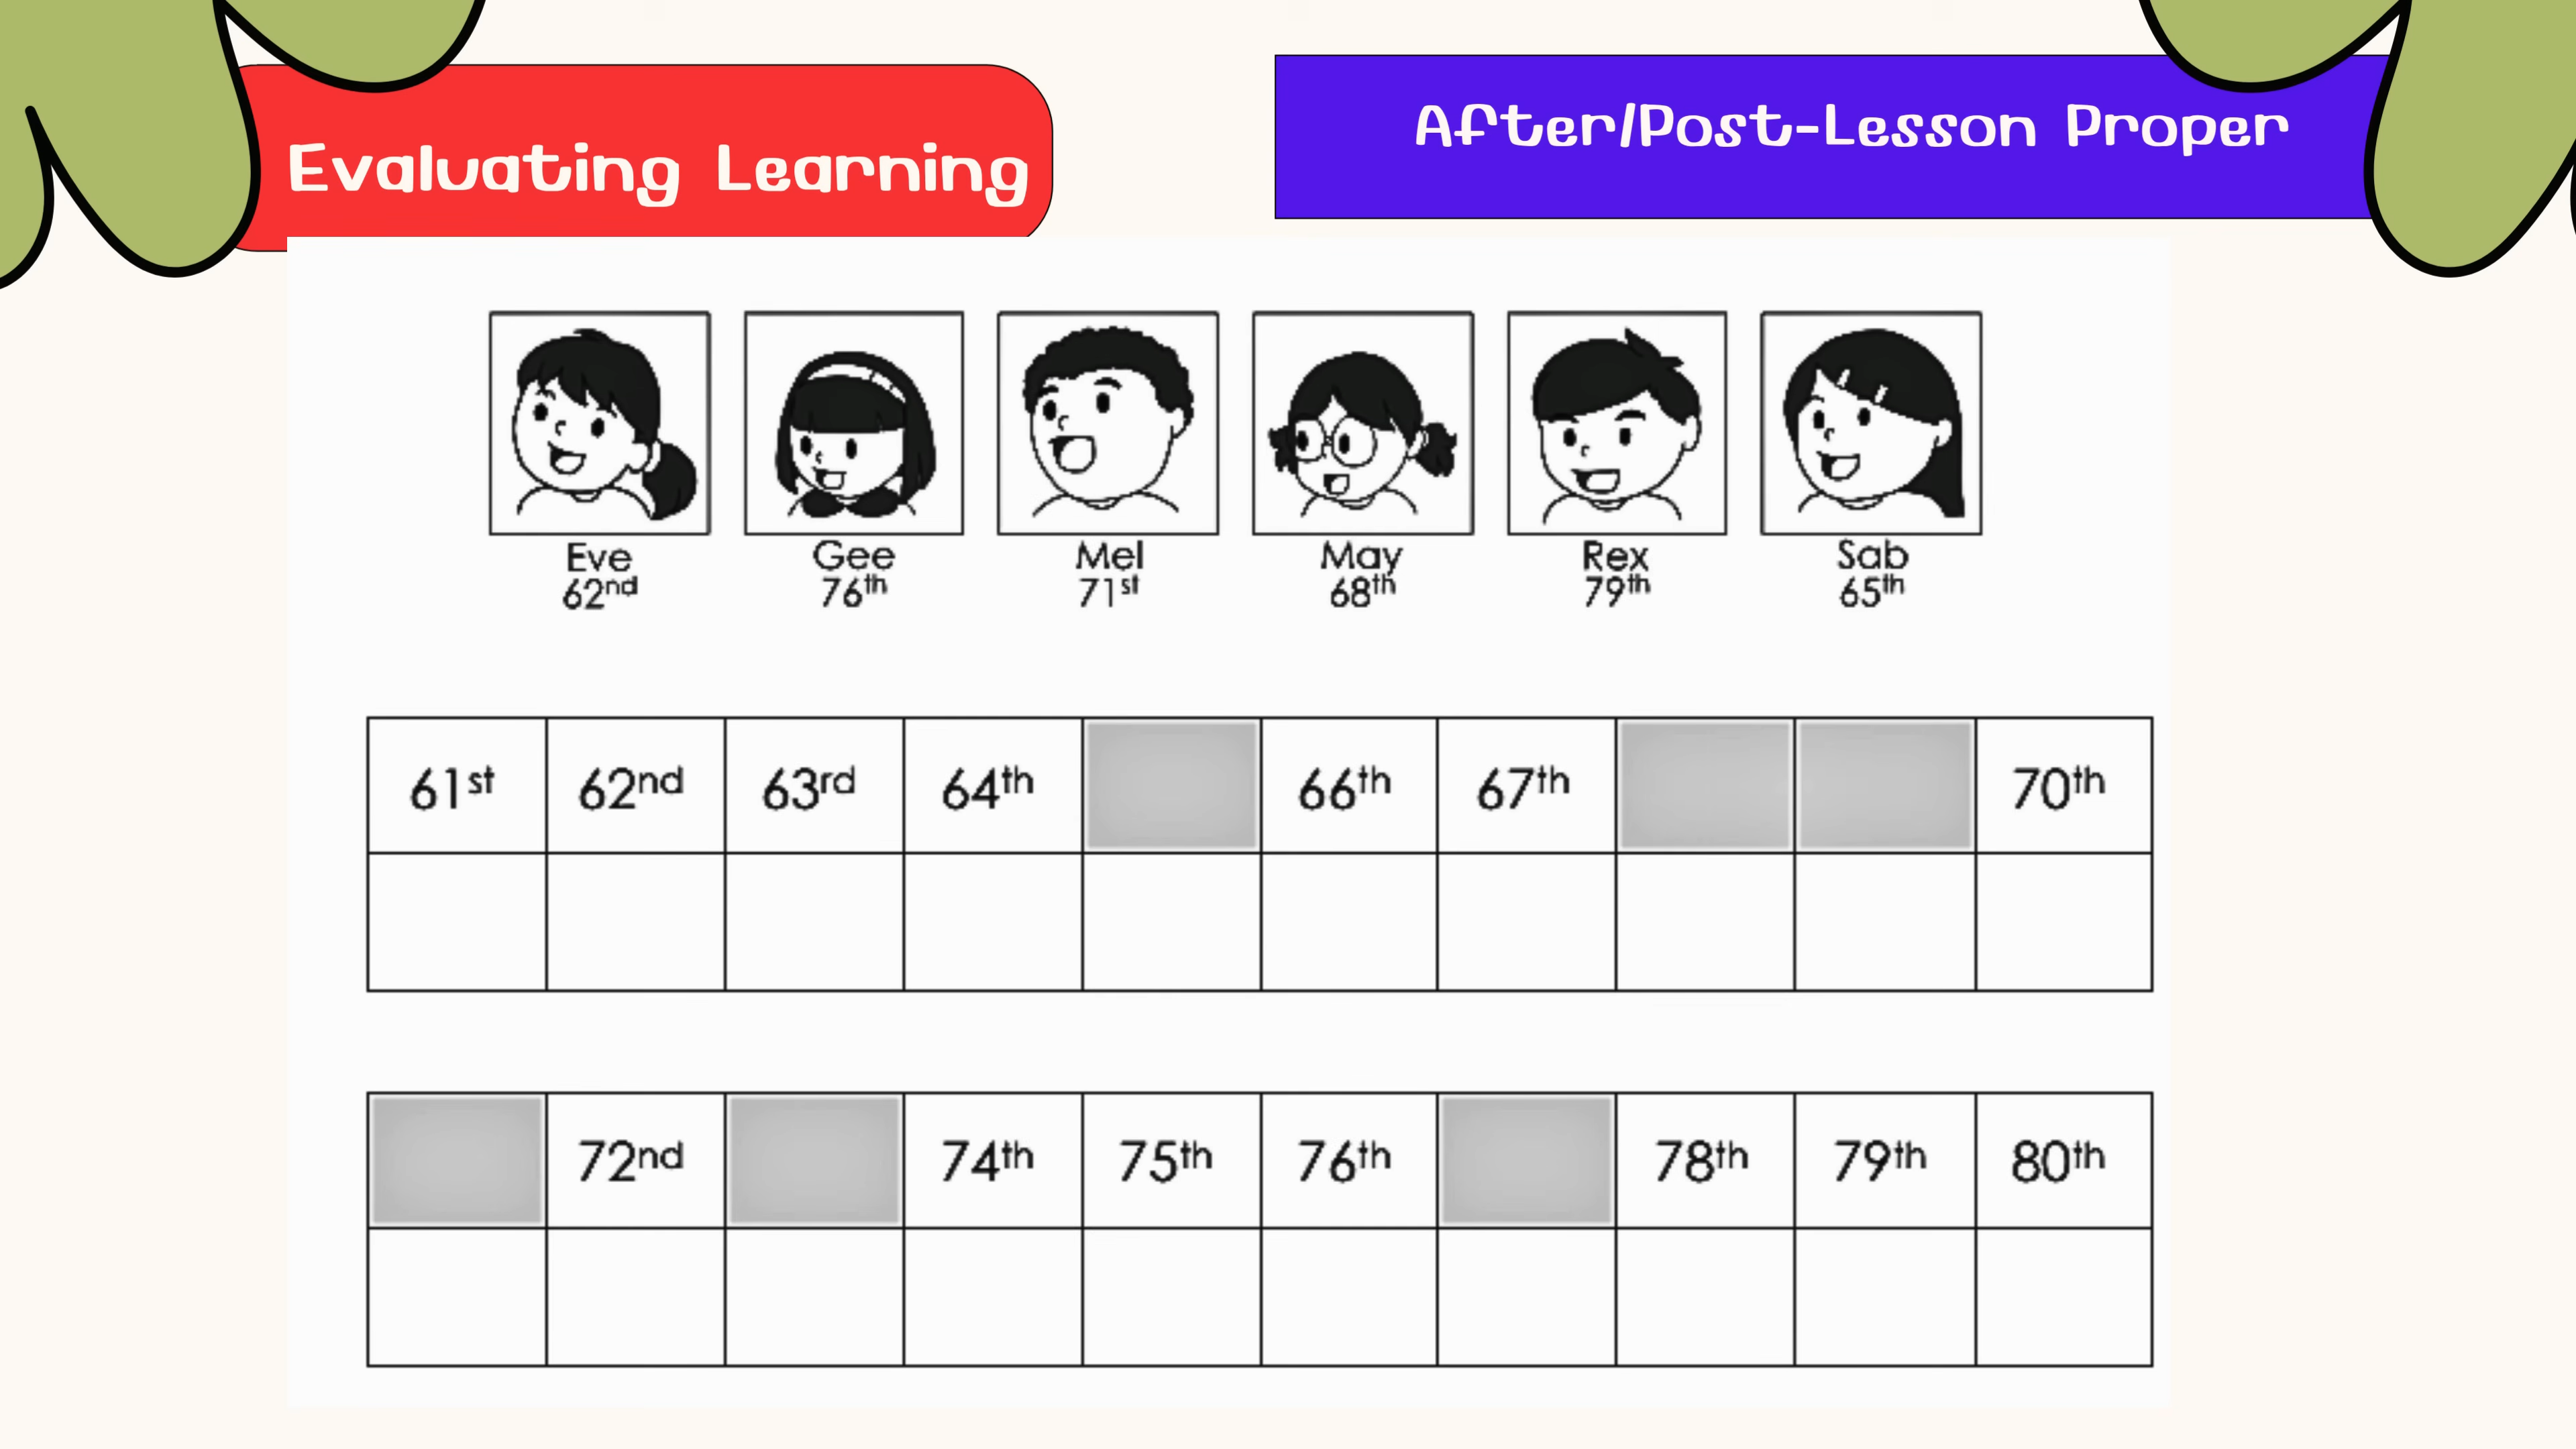 Evaluating Learning
After/Post-Lesson Proper
Eve Gee Mel May Rex Sab
62nd 76th 71st 68th 79th 65th
61st 62nd 63rd 64th 66th 67th 70th
72nd 74th 75th 76th 78th 79th 80th